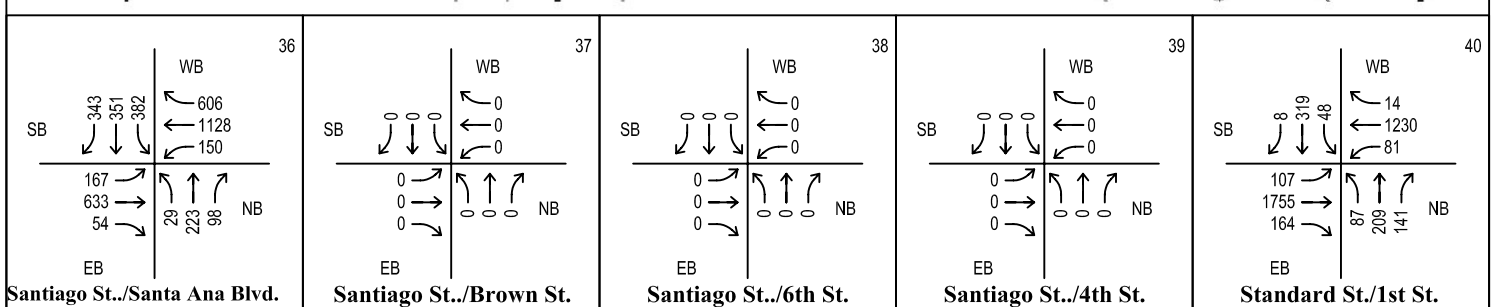 36
WB
SB
343 351 382
606
1128
150
167
633
54
29 223 98
NB
EB
Santiago St../Santa Ana Blvd.
37
WB
SB
0 0 0
0
0
0
0
0
0
0 0 0
NB
EB
Santiago St../Brown St.
38
WB
SB
0 0 0
0
0
0
0
0
0
0 0 0
NB
EB
Santiago St../6th St.
39
WB
SB
0 0 0
0
0
0
0
0
0
0 0 0
NB
EB
Santiago St../4th St.
40
WB
SB
8 319 48
14
1230
81
107
1755
164
87 209 141
NB
EB
Standard St./1st St.